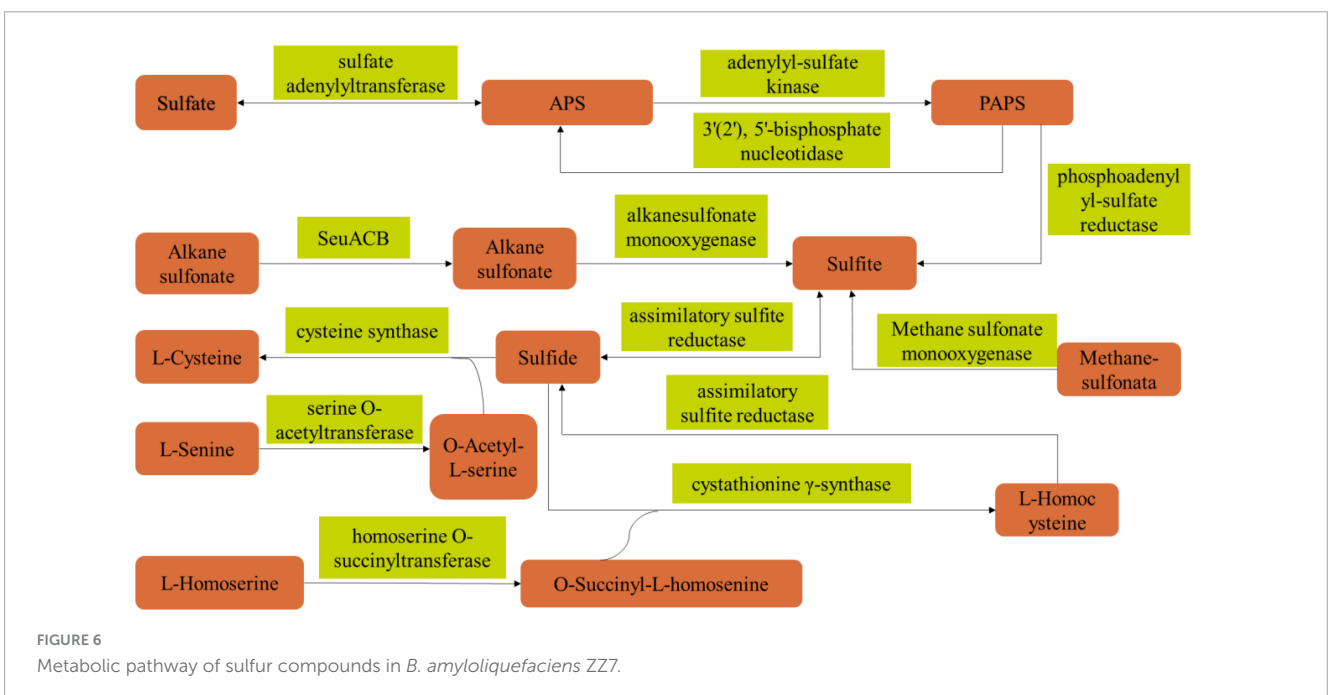 sulfate
adenylyltransferase
adenylyl-sulfate
kinase
Sulfate
APS
PAPS
3'(2'), 5'-bisphosphate
nucleotidase
phosphoadenyl
yl-sulfate
reductase
SeuACB
alkanesulfonate
monooxygenase
Alkane
sulfonate
Alkane
sulfonate
Sulfite
cysteine synthase
assimilatory sulfite
reductase
Methane sulfonate
monooxygenase
L-Cysteine
Sulfide
Methane-
sulfonata
serine O-
acetyltransferase
assimilatory
sulfite reductase
L-Senine
O-Acetyl-
L-serine
cystathionine γ-synthase
L-Homoc
ysteine
homoserine O-
succinyltransferase
L-Homoserine
O-Succinyl-L-homosenine
FIGURE 6
Metabolic pathway of sulfur compounds in B. amyloliquefaciens ZZ7.